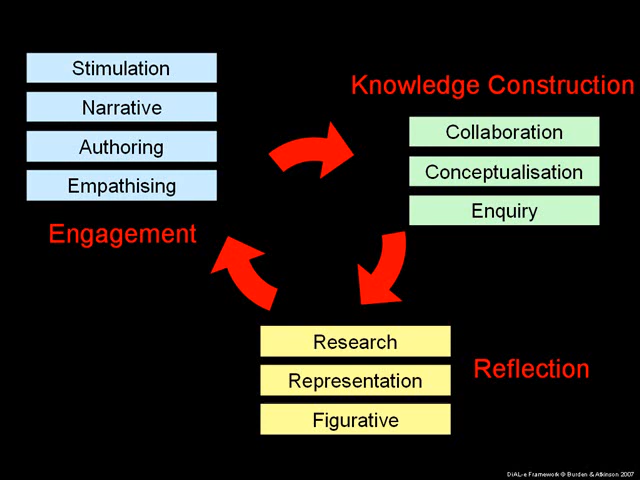 Stimulation
Narrative
Authoring
Empathising
Engagement
Knowledge Construction
Collaboration
Conceptualisation
Enquiry
Research
Representation
Figurative
Reflection
DiAL-e Framework © Burden & Atkinson 2007